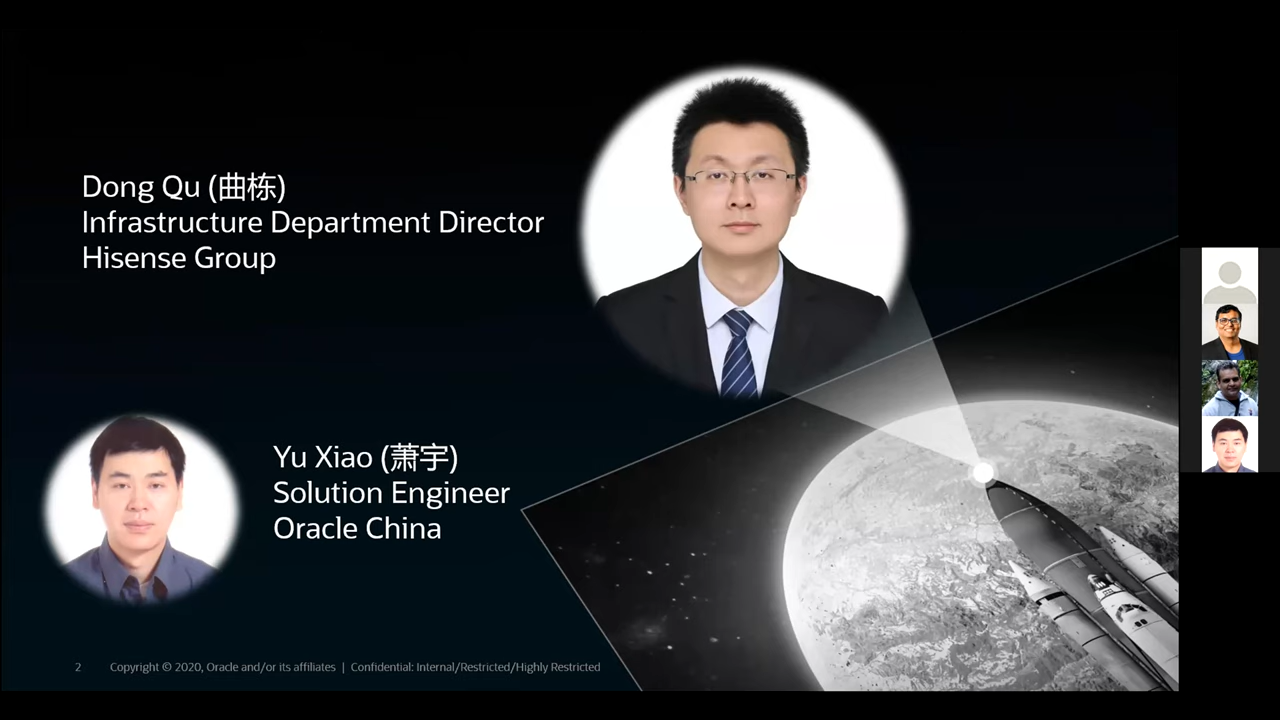 Dong Qu (曲栋)
Infrastructure Department Director
Hisense Group
Yu Xiao (萧宇)
Solution Engineer
Oracle China
2 Copyright © 2020, Oracle and/or its affiliates | Confidential: Internal/Restricted/Highly Restricted